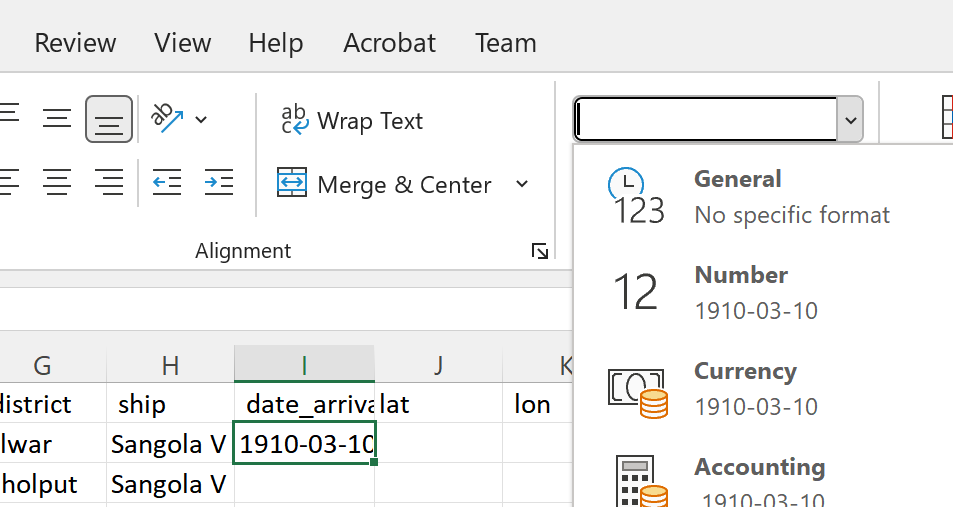 Review View Help Acrobat Team
ab
ab
c Wrap Text
Merge & Center
Alignment
General
123
No specific format
12
Number
1910-03-10
Currency
1910-03-10
Accounting
1910-03-10
G H I J K
district ship date_arriva lat lon
lwar Sangola V 1910-03-10
holput Sangola V